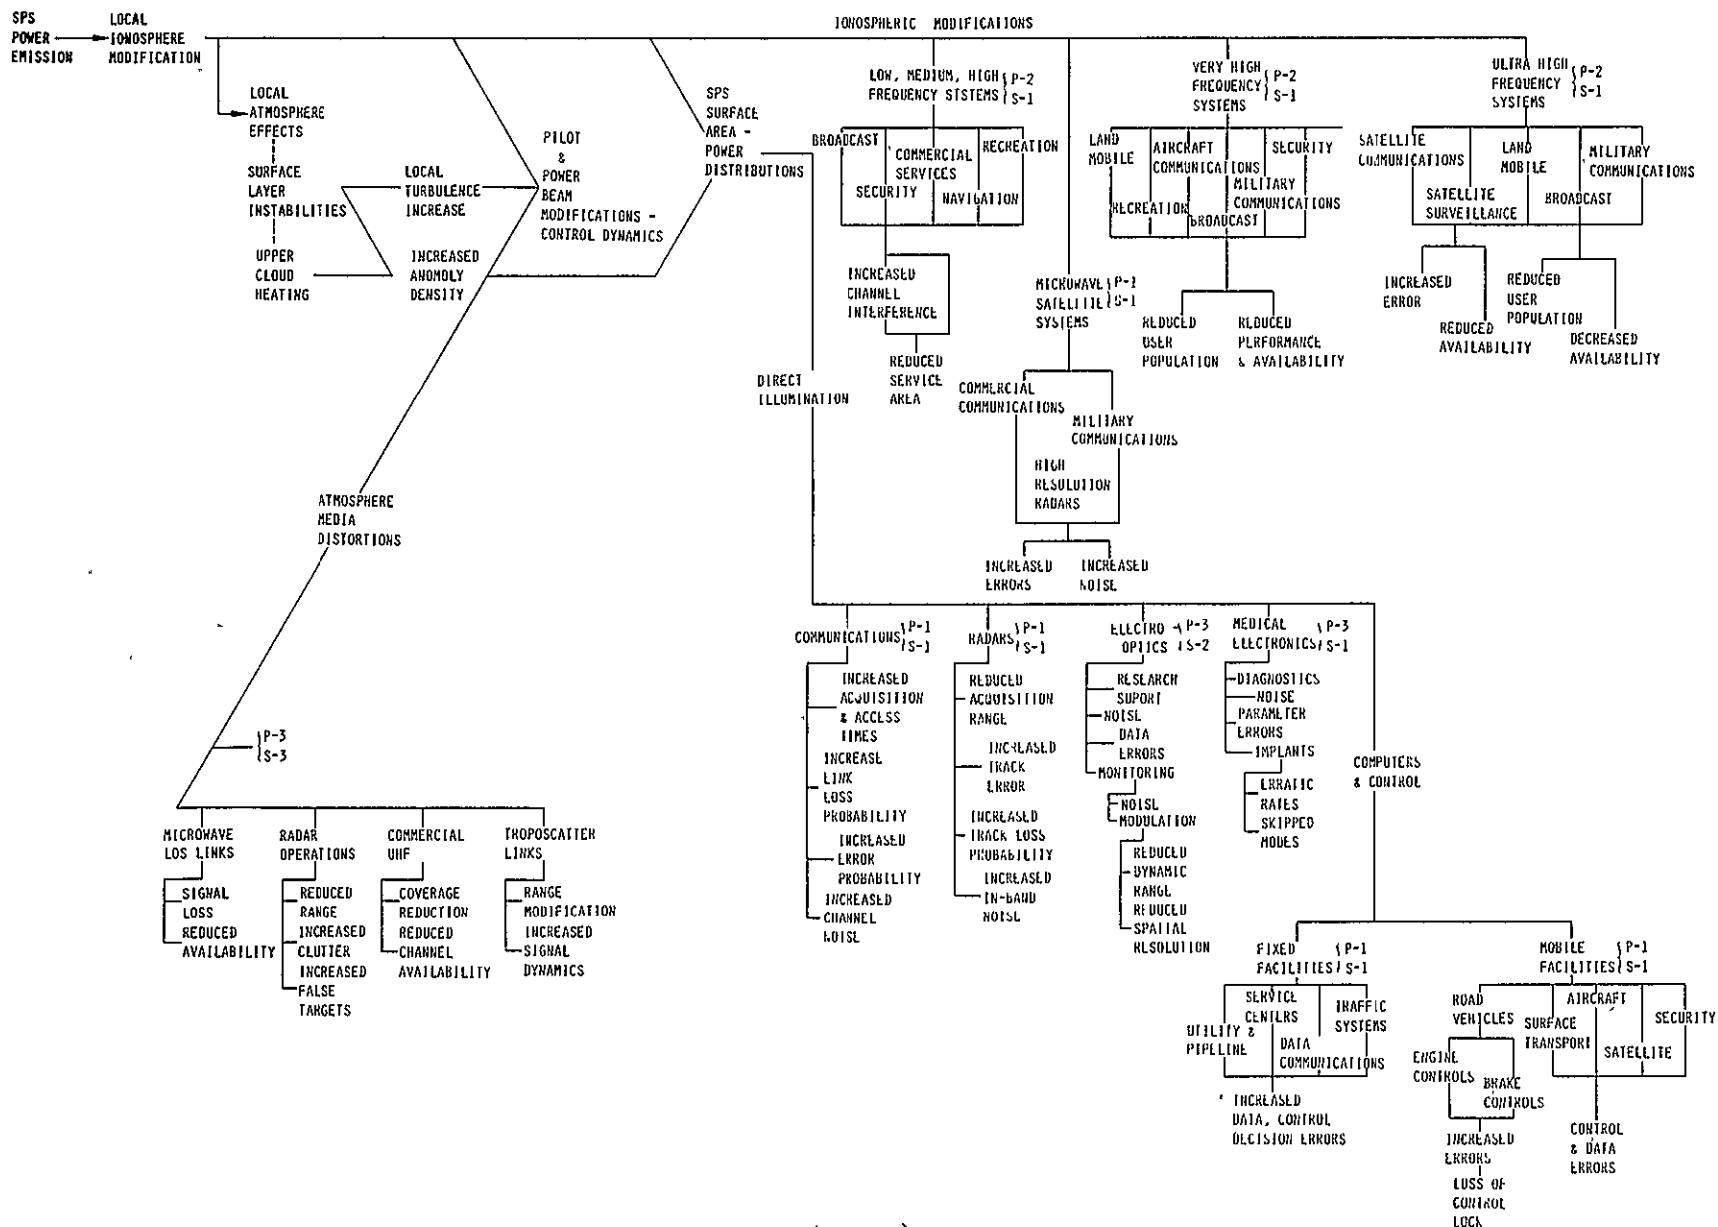 SPS
POWER
EMISSION
LOCAL
IONOSPHERE
MODIFICATION
IONOSPHERIC MODIFICATIONS
LOCAL
ATMOSPHERE
EFFECTS
SURFACE
LAYER
INSTABILITIES
UPPER
CLOUD
HEATING
LOCAL
TURBULENCE
INCREASE
INCREASED
ANOMOLY
DENSITY
PILOT
&
POWER
BEAM
MODIFICATIONS -
CONTROL DYNAMICS
SPS
SURFACE
AREA -
POWER
DISTRIBUTIONS
LOW, MEDIUM, HIGH
FREQUENCY SYSTEMS
P-2
S-1
BROADCAST
SECURITY
COMMERCIAL
SERVICES
NAVIGATION
RECREATION
INCREASED
CHANNEL
INTERFERENCE
REDUCED
SERVICE
AREA
MICROWAVE
SATELLITE
SYSTEMS
P-1
S-1
COMMERCIAL
COMMUNICATIONS
MILITARY
COMMUNICATIONS
HIGH
RESOLUTION
RADARS
INCREASED
ERRORS
INCREASED
NOISE
VERY HIGH
FREQUENCY
SYSTEMS
P-2
S-1
LAND
MOBILE
RECREATION
AIRCRAFT
COMMUNICATIONS
BROADCAST
MILITARY
COMMUNICATIONS
SECURITY
REDUCED
USER
POPULATION
REDUCED
PERFORMANCE
& AVAILABILITY
ULTRA HIGH
FREQUENCY
SYSTEMS
P-2
S-1
SATELLITE
COMMUNICATIONS
SATELLITE
SURVEILLANCE
LAND
MOBILE
BROADCAST
MILITARY
COMMUNICATIONS
INCREASED
ERROR
REDUCED
AVAILABILITY
REDUCED
USER
POPULATION
DECREASED
AVAILABILITY
DIRECT
ILLUMINATION
ATMOSPHERE
MEDIA
DISTORTIONS
P-3
S-3
MICROWAVE
LOS LINKS
SIGNAL
LOSS
REDUCED
AVAILABILITY
RADAR
OPERATIONS
REDUCED
RANGE
INCREASED
CLUTTER
INCREASED
FALSE
TARGETS
COMMERCIAL
UHF
COVERAGE
REDUCTION
REDUCED
CHANNEL
AVAILABILITY
TROPOSCATTER
LINKS
RANGE
MODIFICATION
INCREASED
SIGNAL
DYNAMICS
COMMUNICATIONS
P-1
S-1
INCREASED
ACQUISITION
& ACCESS
TIMES
INCREASE
LINK
LOSS
PROBABILITY
INCREASED
ERROR
PROBABILITY
INCREASED
CHANNEL
NOISE
RADARS
P-1
S-1
REDUCED
ACQUISITION
RANGE
INCREASED
TRACK
ERROR
INCREASED
TRACK LOSS
PROBABILITY
INCREASED
IN-BAND
NOISE
ELECTRO
OPTICS
P-3
S-2
RESEARCH
SUPORT
NOISE
DATA
ERRORS
MONITORING
NOISE
MODULATION
REDUCED
DYNAMIC
RANGE
REDUCED
SPATIAL
RESOLUTION
MEDICAL
ELECTRONICS
P-3
S-1
DIAGNOSTICS
NOISE
PARAMETER
ERRORS
IMPLANTS
ERRATIC
RATES
SKIPPED
MODES
COMPUTERS
& CONTROL
FIXED
FACILITIES
P-1
S-1
UTILITY &
PIPELINE
SERVICE
CENTERS
DATA
COMMUNICATIONS
TRAFFIC
SYSTEMS
INCREASED
DATA, CONTROL
DECISION ERRORS
MOBILE
FACILITIES
P-1
S-1
ROAD
VEHICLES
ENGINE
CONTROLS
BRAKE
CONTROLS
INCREASED
ERRORS
LOSS OF
CONTROL
LOCK
SURFACE
TRANSPORT
AIRCRAFT
SATELLITE
SECURITY
CONTROL
& DATA
ERRORS